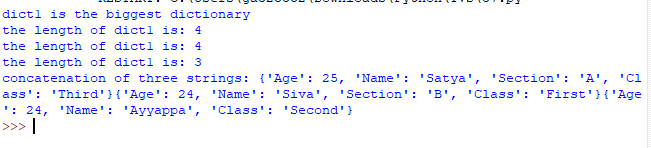 dict1 is the biggest dictionary
the length of dict1 is: 4
the length of dict1 is: 4
the length of dict1 is: 3
concatenation of three strings: {'Age': 25, 'Name': 'Satya', 'Section': 'A', 'Cl
ass': 'Third'}{'Age': 24, 'Name': 'Siva', 'Section': 'B', 'Class': 'First'}{'Age
': 24, 'Name': 'Ayyappa', 'Class': 'Second'}
>>>